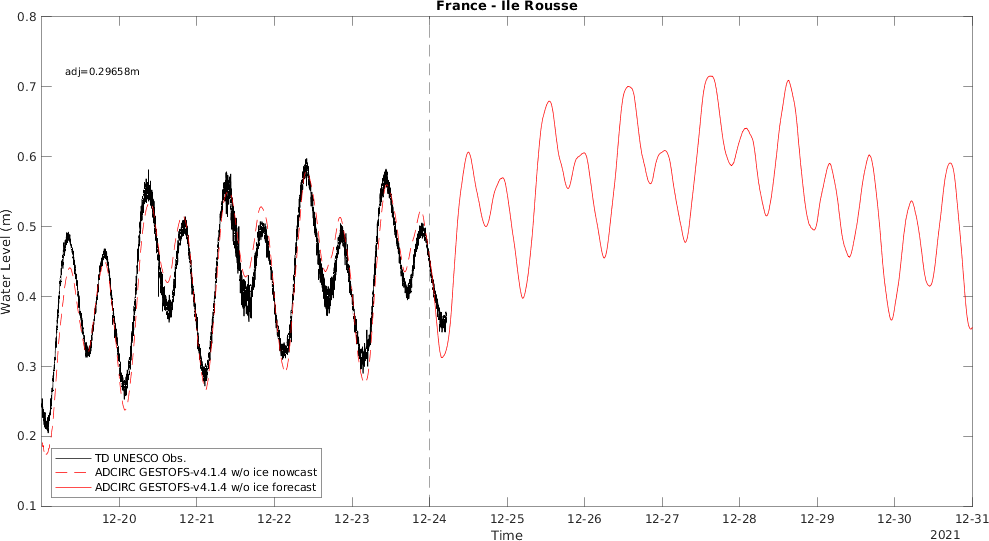 France - Ile Rousse
adj=0.29658m
Water Level (m)
0.8
0.7
0.6
0.5
0.4
0.3
0.2
0.1
TD UNESCO Obs.
ADCIRC GESTOFS-v4.1.4 w/o ice nowcast
ADCIRC GESTOFS-v4.1.4 w/o ice forecast
12-20 12-21 12-22 12-23 12-24 12-25 12-26 12-27 12-28 12-29 12-30 12-31
Time
2021